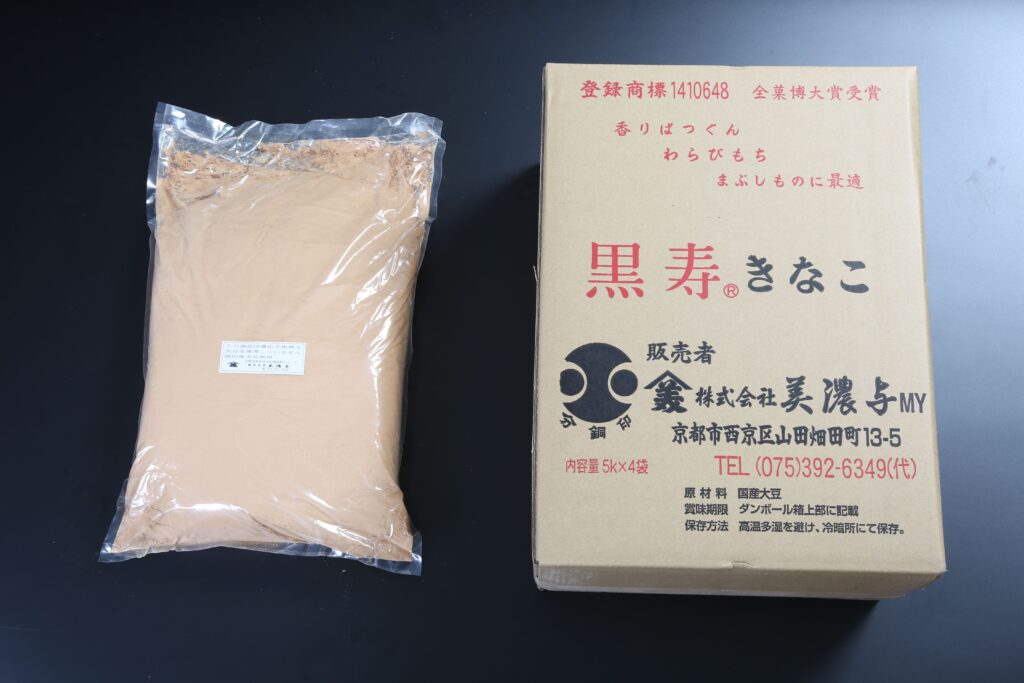 登録商標1410648 全菓博大賞受賞
香りばつぐん
わらびもち
まぶしものに最適
黒寿®きなこ
販売者
株式会社 美濃与MY
京都市西京区山田畑田町13-5
分銅印
内容量 5k×4袋
TEL (075)392-6349(代)
原材料 国産大豆
賞味期限 ダンボール箱上部に記載
保存方法 高温多湿を避け、冷暗所にて保存。